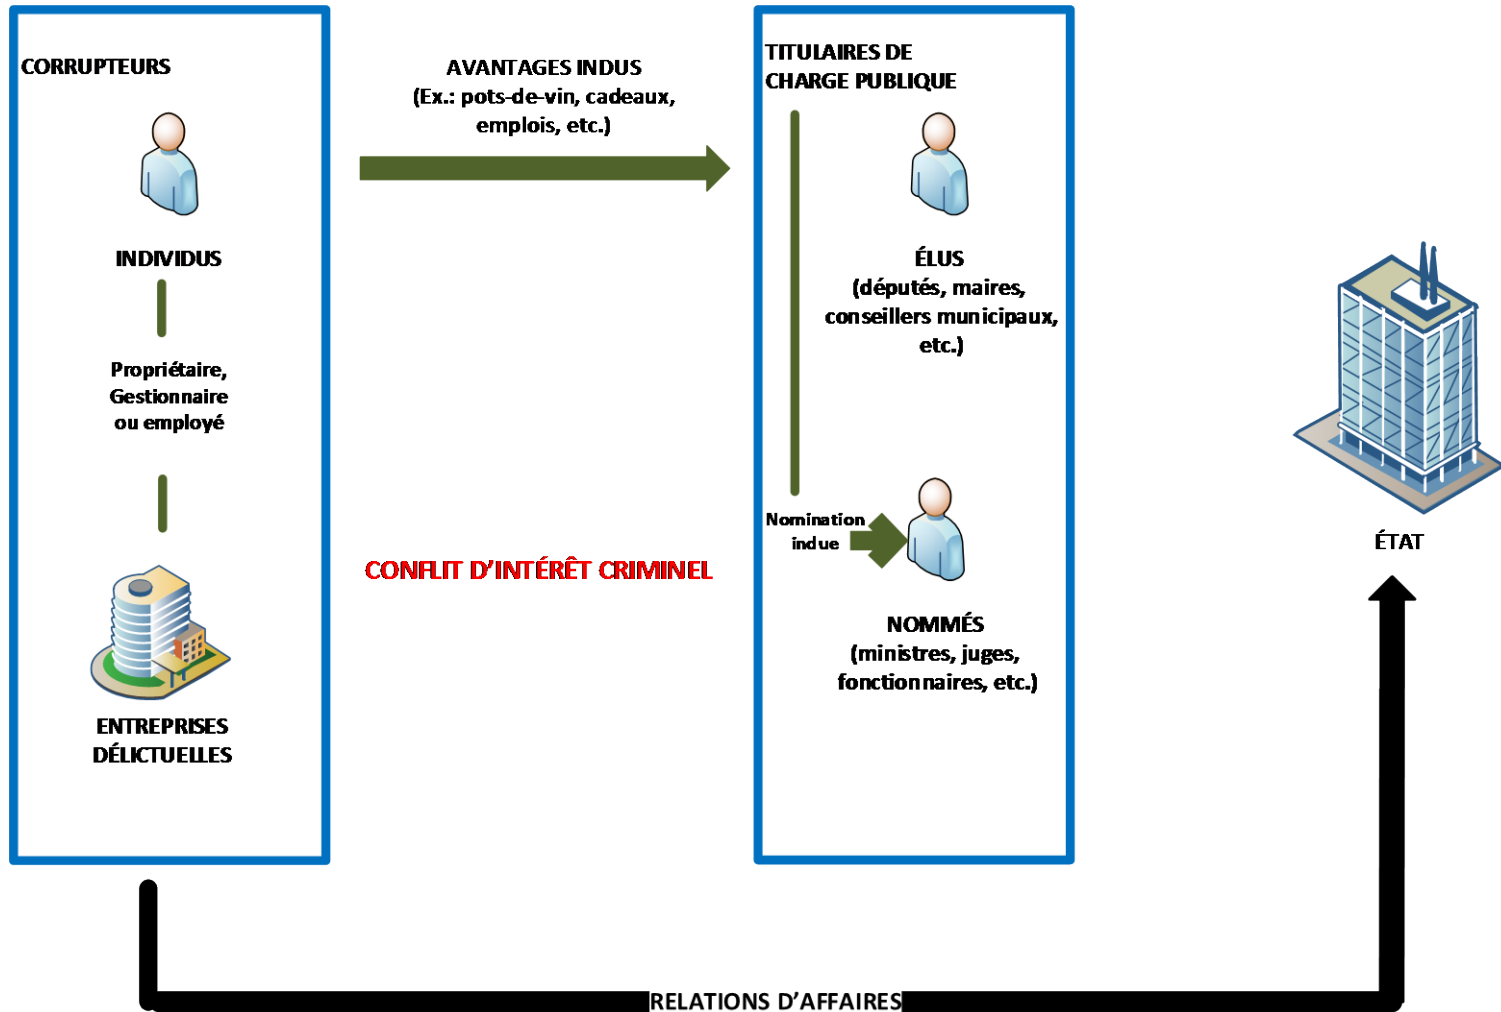 CORRUPTEURS
INDIVIDUS
Propriétaire,
Gestionnaire
ou employé
ENTREPRISES
DÉLICTUELLES
AVANTAGES INDUS
(Ex.: pots-de-vin, cadeaux,
emplois, etc.)
CONFLIT D'INTÉRÊT CRIMINEL
TITULAIRES DE
CHARGE PUBLIQUE
ÉLUS
(députés, maires,
conseillers municipaux,
etc.)
Nomination
indue
NOMMÉS
(ministres, juges,
fonctionnaires, etc.)
ÉTAT
RELATIONS D'AFFAIRES